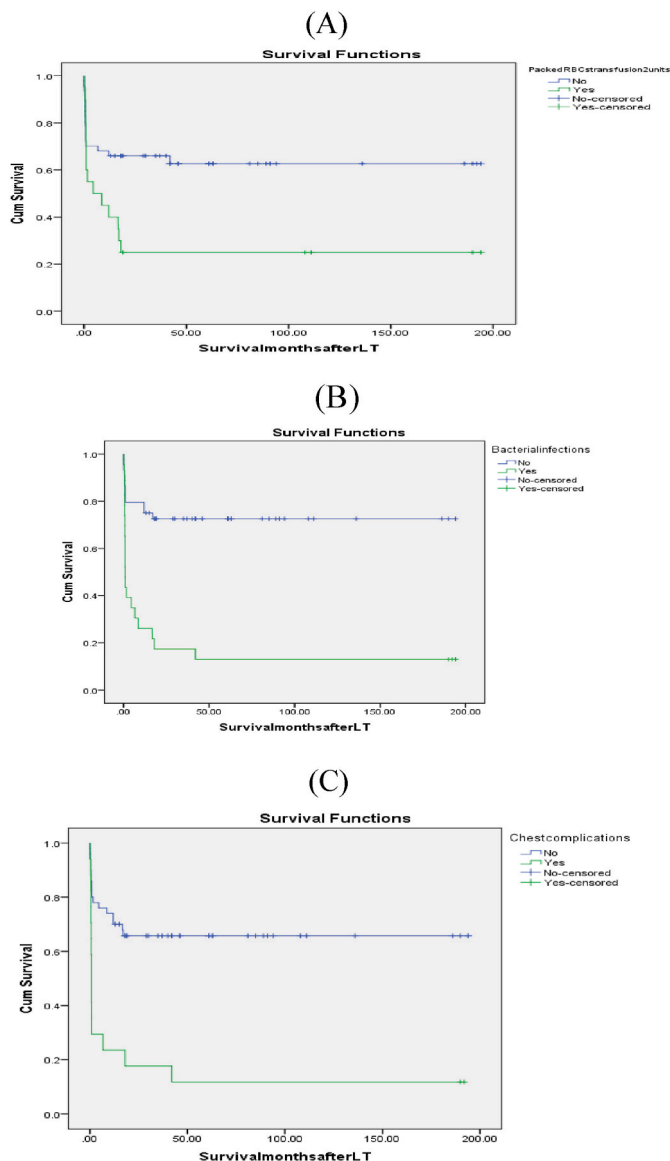 (A)
Survival Functions
PackedRBCstransfusion2units
No
Yes
No-censored
Yes-censored
1.0
0.8
0.6
0.4
0.2
0.0
Cum Survival
.00 50.00 100.00 150.00 200.00
SurvivalmonthsafterLT
(B)
Survival Functions
Bacterialinfections
No
Yes
No-censored
Yes-censored
1.0
0.8
0.6
0.4
0.2
0.0
Cum Survival
.00 50.00 100.00 150.00 200.00
SurvivalmonthsafterLT
(C)
Survival Functions
Chestcomplications
No
Yes
No-censored
Yes-censored
1.0
0.8
0.6
0.4
0.2
0.0
Cum Survival
.00 50.00 100.00 150.00 200.00
SurvivalmonthsafterLT